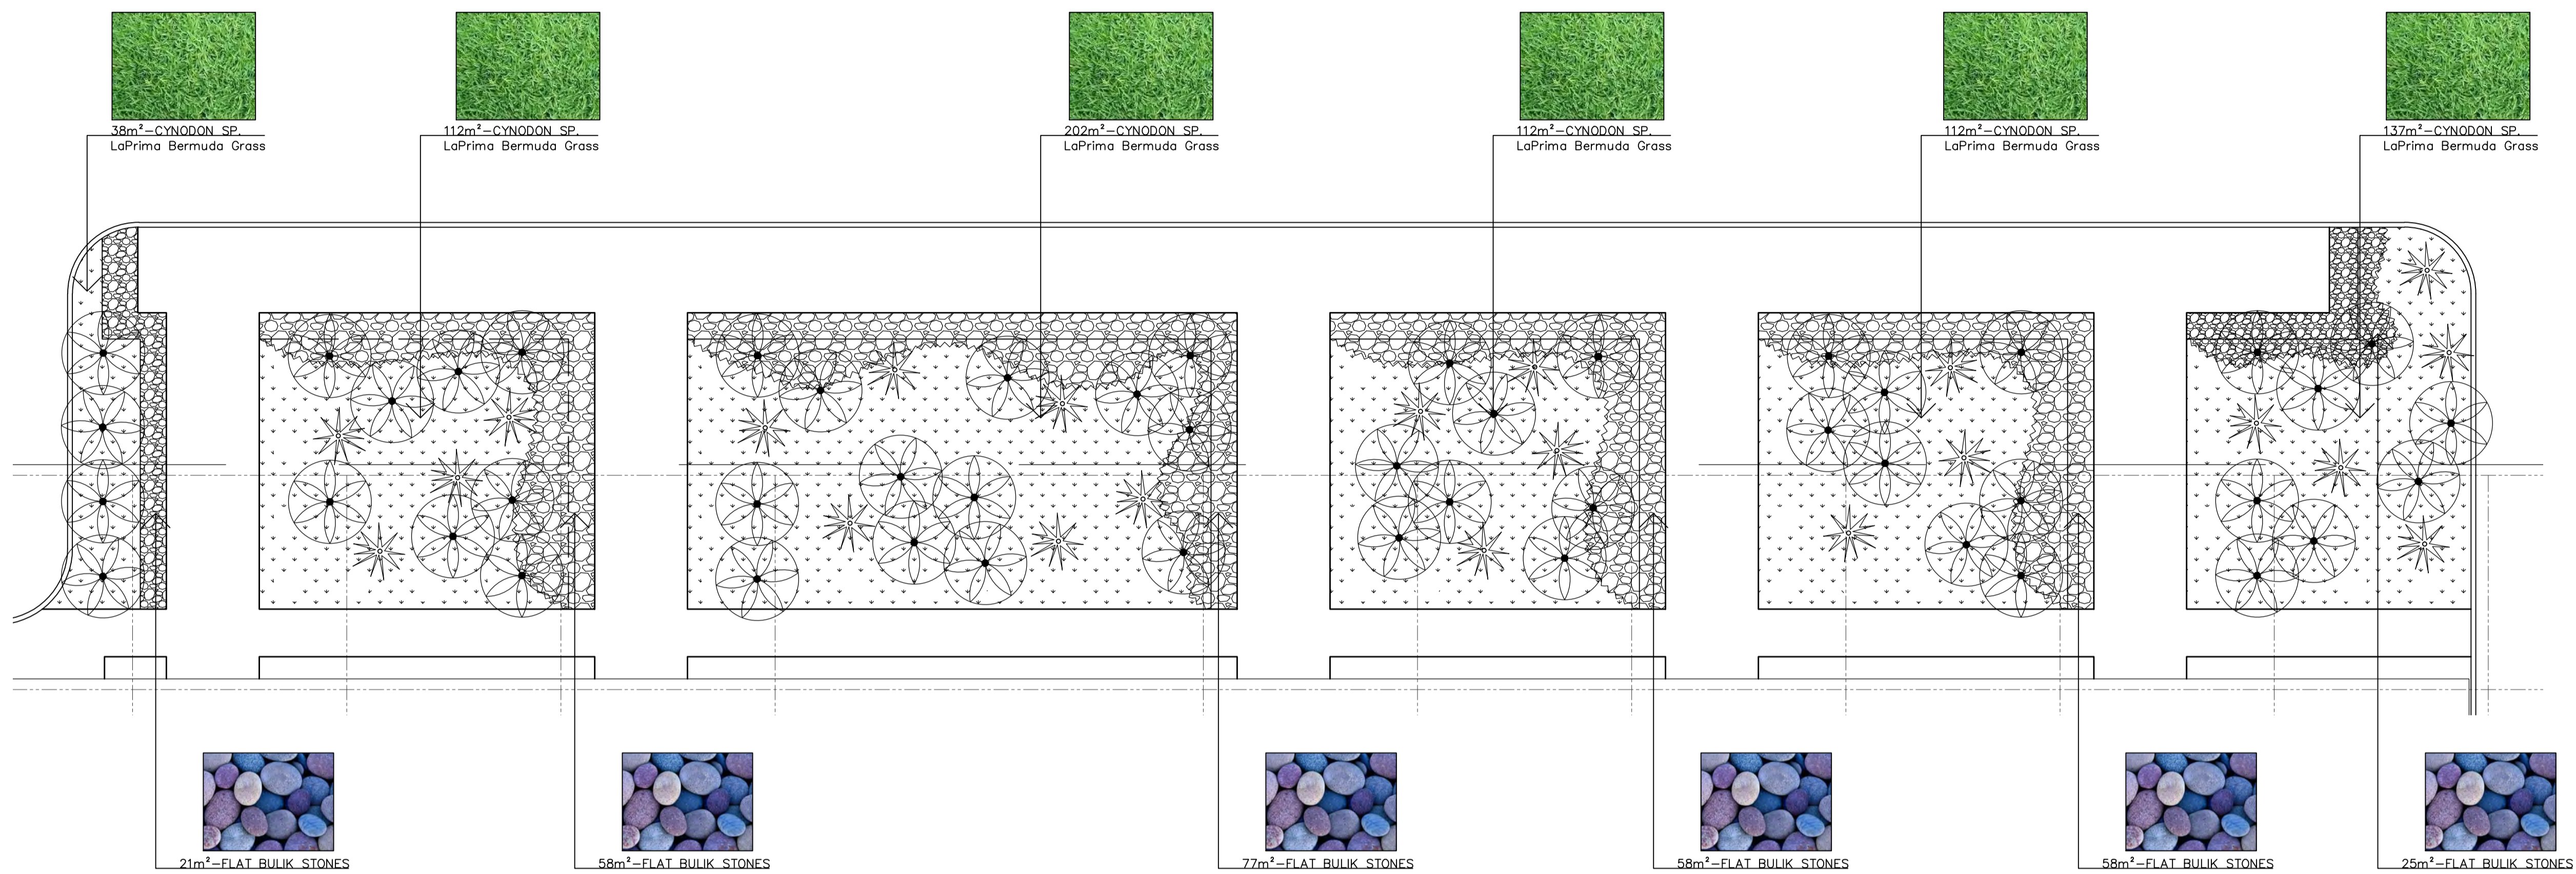 38m²-CYNODON SP.
LaPrima Bermuda Grass
112m²-CYNODON SP.
LaPrima Bermuda Grass
202m²-CYNODON SP.
LaPrima Bermuda Grass
112m²-CYNODON SP.
LaPrima Bermuda Grass
112m²-CYNODON SP.
LaPrima Bermuda Grass
137m²-CYNODON SP.
LaPrima Bermuda Grass
21m²-FLAT BULIK STONES
58m²-FLAT BULIK STONES
77m²-FLAT BULIK STONES
58m²-FLAT BULIK STONES
58m²-FLAT BULIK STONES
25m²-FLAT BULIK STONES